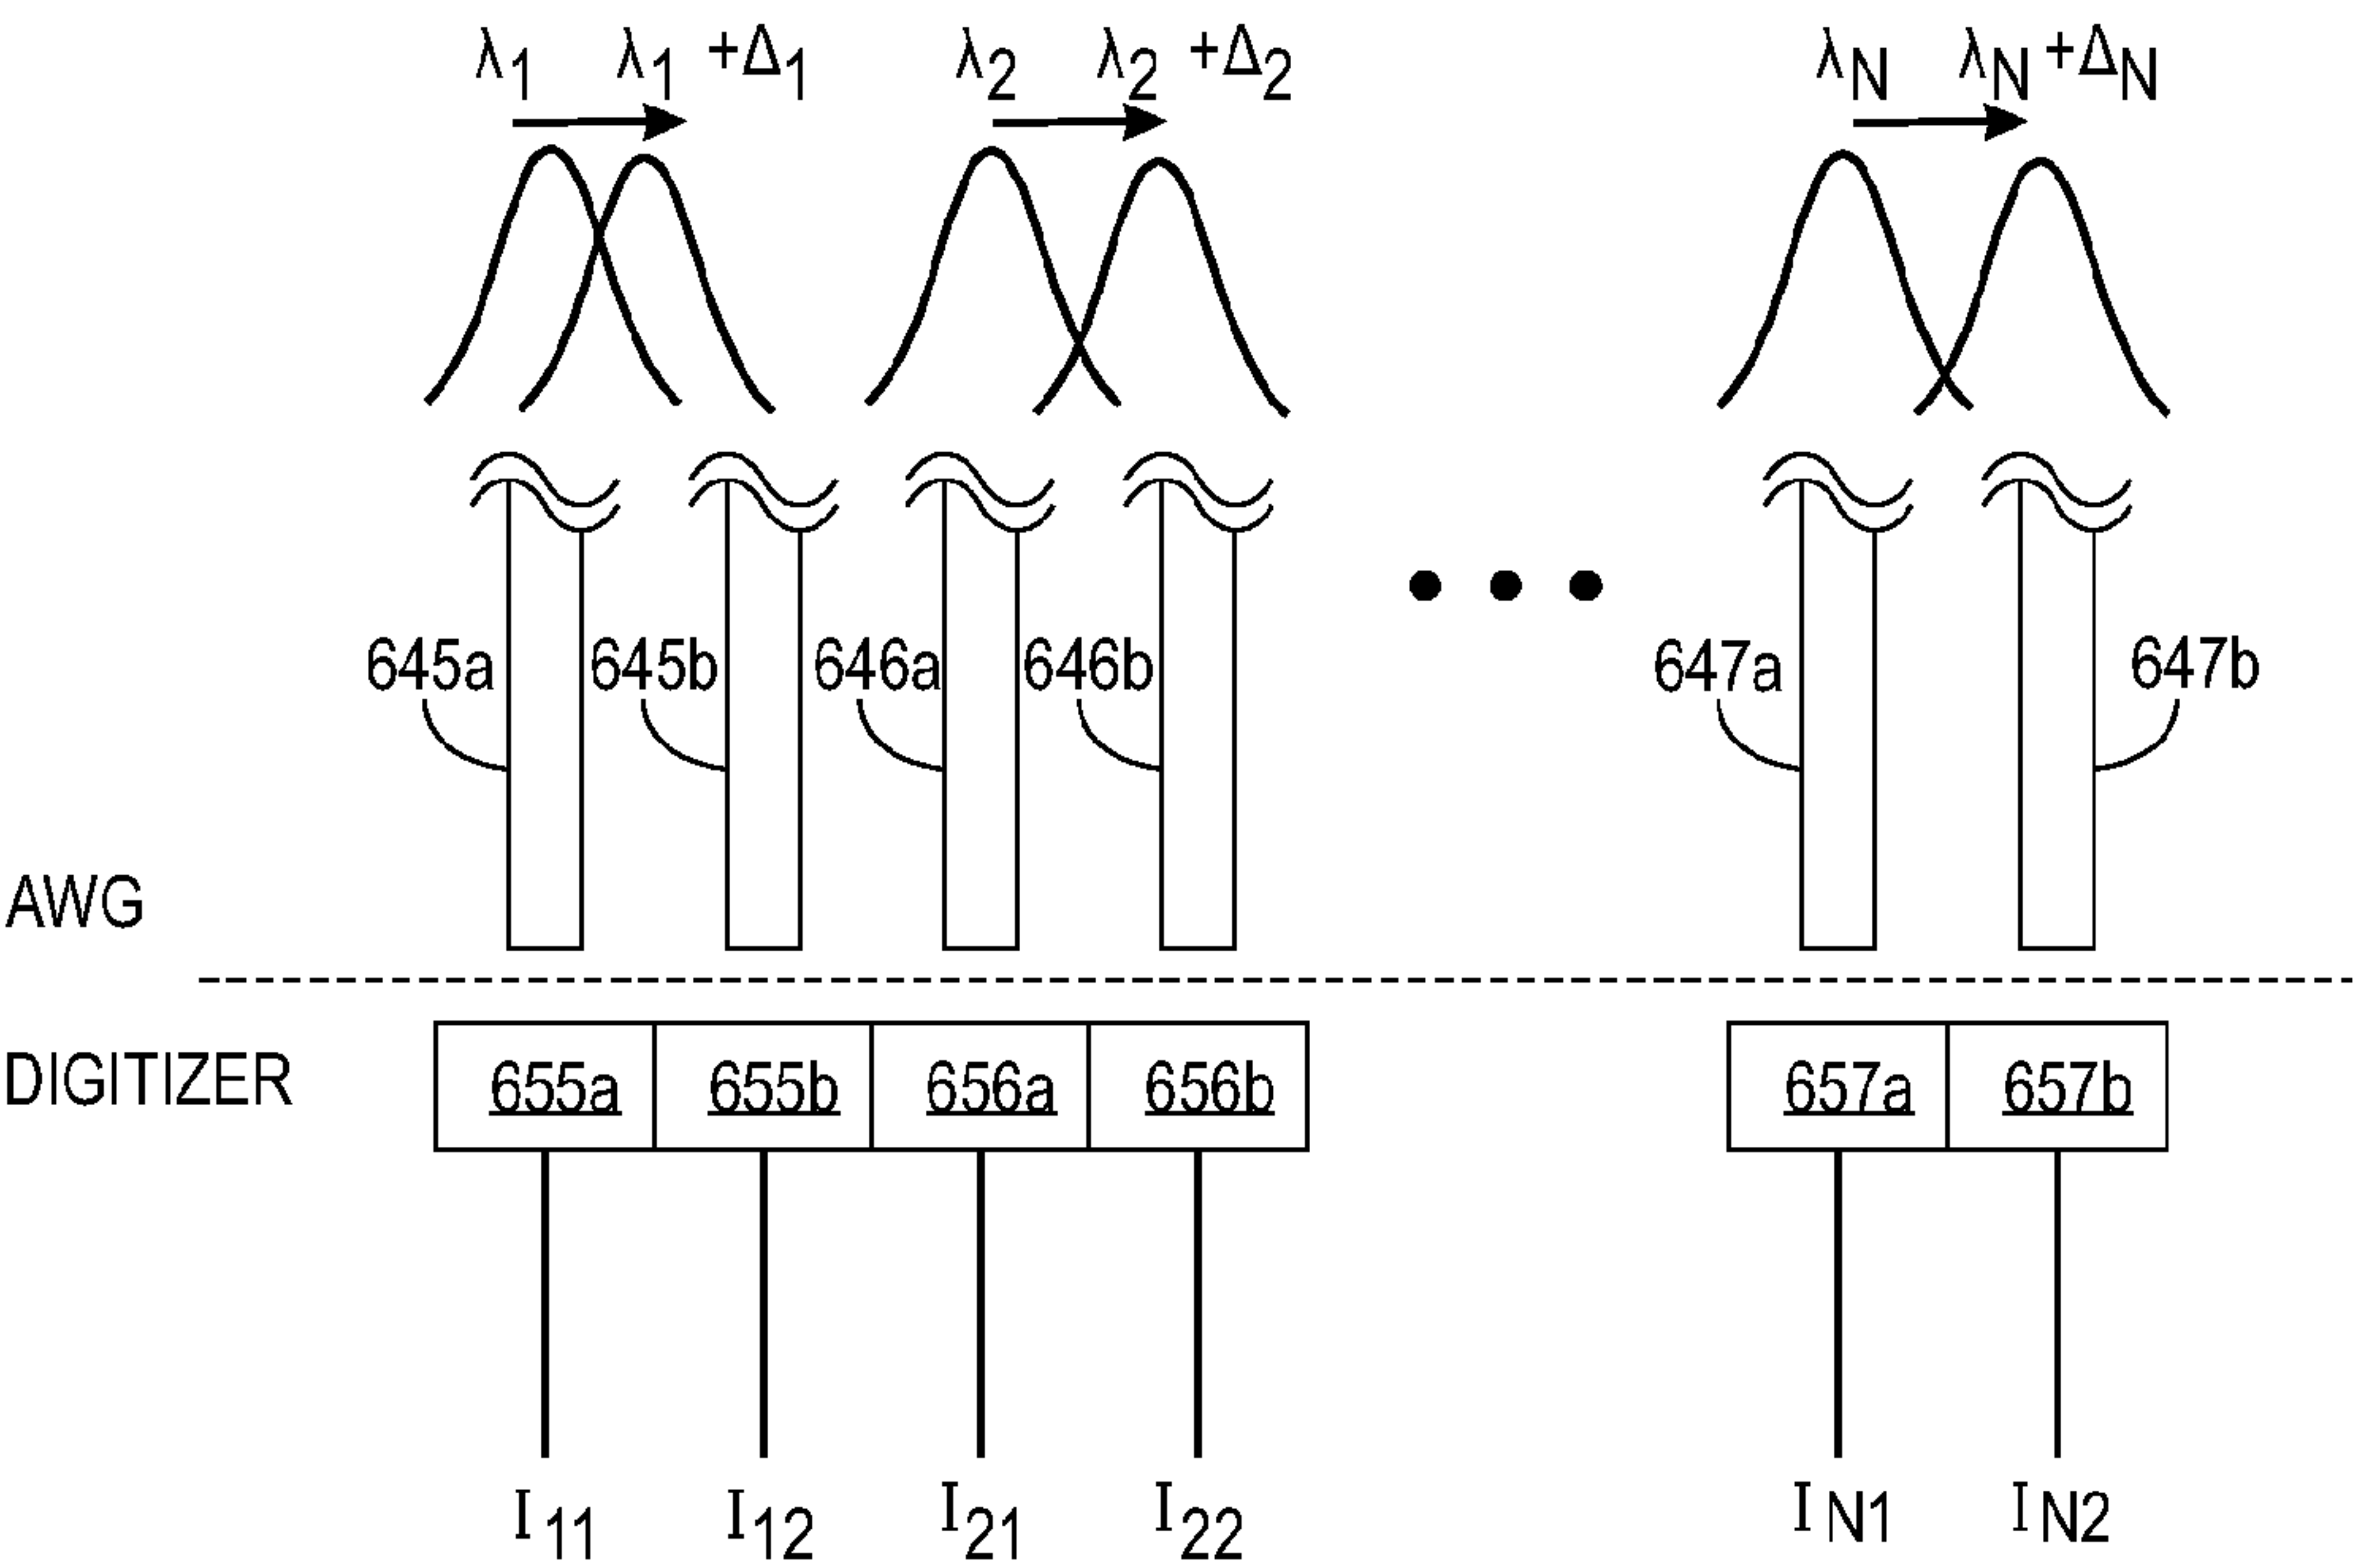 λ1 λ1 +Δ1 λ2 λ2 +Δ2 λN λN +ΔN
645a 645b 646a 646b 647a 647b
AWG
DIGITIZER 655a 655b 656a 656b 657a 657b
I11 I12 I21 I22 IN1 IN2